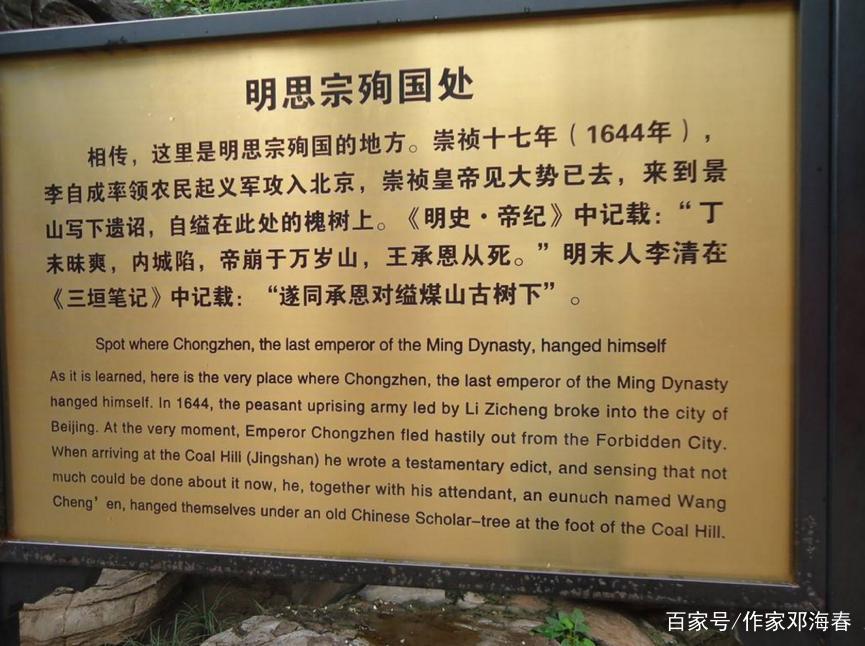 明思宗殉国处
相传，这里是明思宗殉国的地方。崇祯十七年（1644年），
李自成率领农民起义军攻入北京，崇祯皇帝见大势已去，来到景
山写下遗诏，自缢在此处的槐树上。《明史·帝纪》中记载：“丁
末昧爽，内城陷，帝崩于万岁山，王承恩从死。”明末人李清在
《三垣笔记》中记载：“遂同承恩对缢煤山古树下”。
Spot where Chongzhen, the last emperor of the Ming Dynasty, hanged himself
As it is learned, here is the very place where Chongzhen, the last emperor of the Ming Dynasty
hanged himself. In 1644, the peasant uprising army led by Li Zicheng broke into the city of
Beijing. At the very moment, Emperor Chongzhen fled hastily out from the Forbidden City.
When arriving at the Coal Hill (Jingshan) he wrote a testamentary edict, and sensing that not
much could be done about it now, he, together with his attendant, an eunuch named Wang
Cheng’en, hanged themselves under an old Chinese Scholar-tree at the foot of the Coal Hill.
百家号/作家邓海春